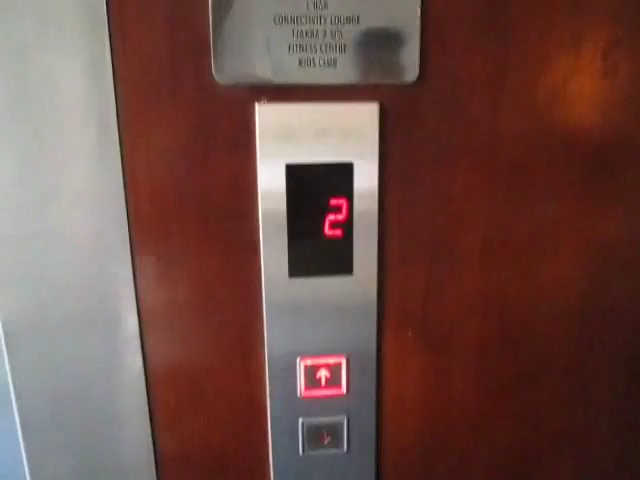 CONNECTIVITY LOUNGE
FITNESS CENTRE
KIDS CLUB
2